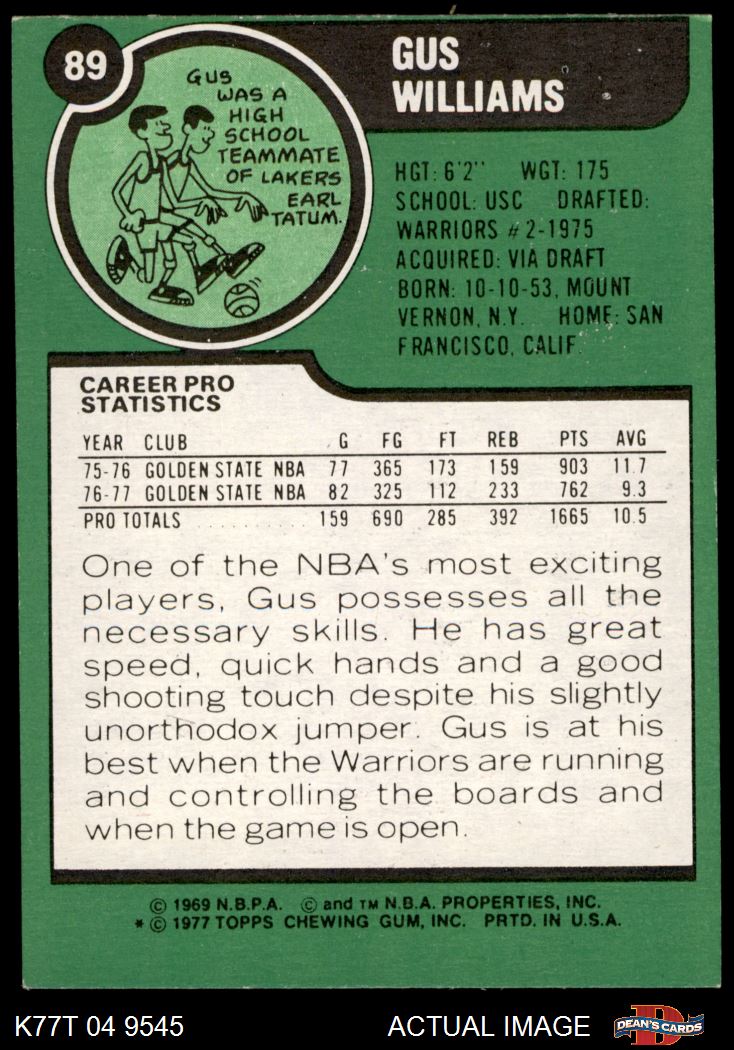 89
GUS
WAS A
HIGH
SCHOOL
TEAMMATE
OF LAKERS
EARL
TATUM.
GUS
WILLIAMS
HGT: 6'2" WGT: 175
SCHOOL: USC DRAFTED:
WARRIORS #2-1975
ACQUIRED: VIA DRAFT
BORN: 10-10-53, MOUNT
VERNON, N.Y. HOME: SAN
FRANCISCO, CALIF.
CAREER PRO
STATISTICS
YEAR CLUB G FG FT REB PTS AVG
75-76 GOLDEN STATE NBA 77 365 173 159 903 11.7
76-77 GOLDEN STATE NBA 82 325 112 233 762 9.3
PRO TOTALS . . . . . . . . . . 159 690 285 392 1665 10.5
One of the NBA's most exciting
players, Gus possesses all the
necessary skills. He has great
speed, quick hands and a good
shooting touch despite his slightly
unorthodox jumper. Gus is at his
best when the Warriors are running
and controlling the boards and
when the game is open.
© 1969 N.B.P.A. © and TM N.B.A. PROPERTIES, INC.
* © 1977 TOPPS CHEWING GUM, INC. PRTD. IN U.S.A.
K77T 04 9545 ACTUAL IMAGE D DEAN'S CARDS